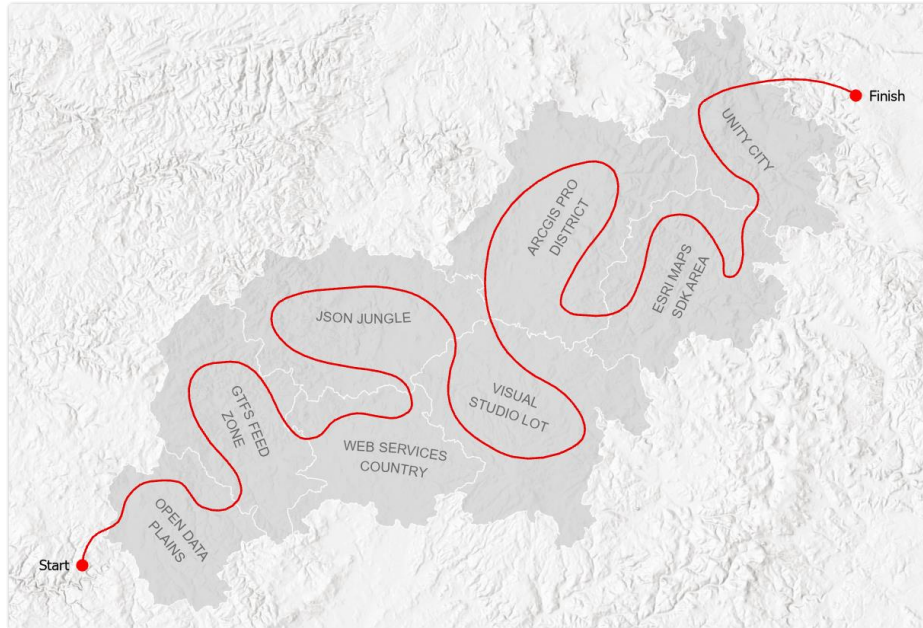 Finish
UNITY CITY
ARCGIS PRO
DISTRICT
ESRI MAPS
SDK AREA
JSON JUNGLE
VISUAL
STUDIO LOT
GTFS FEED
ZONE
WEB SERVICES
COUNTRY
OPEN DATA
PLAINS
Start